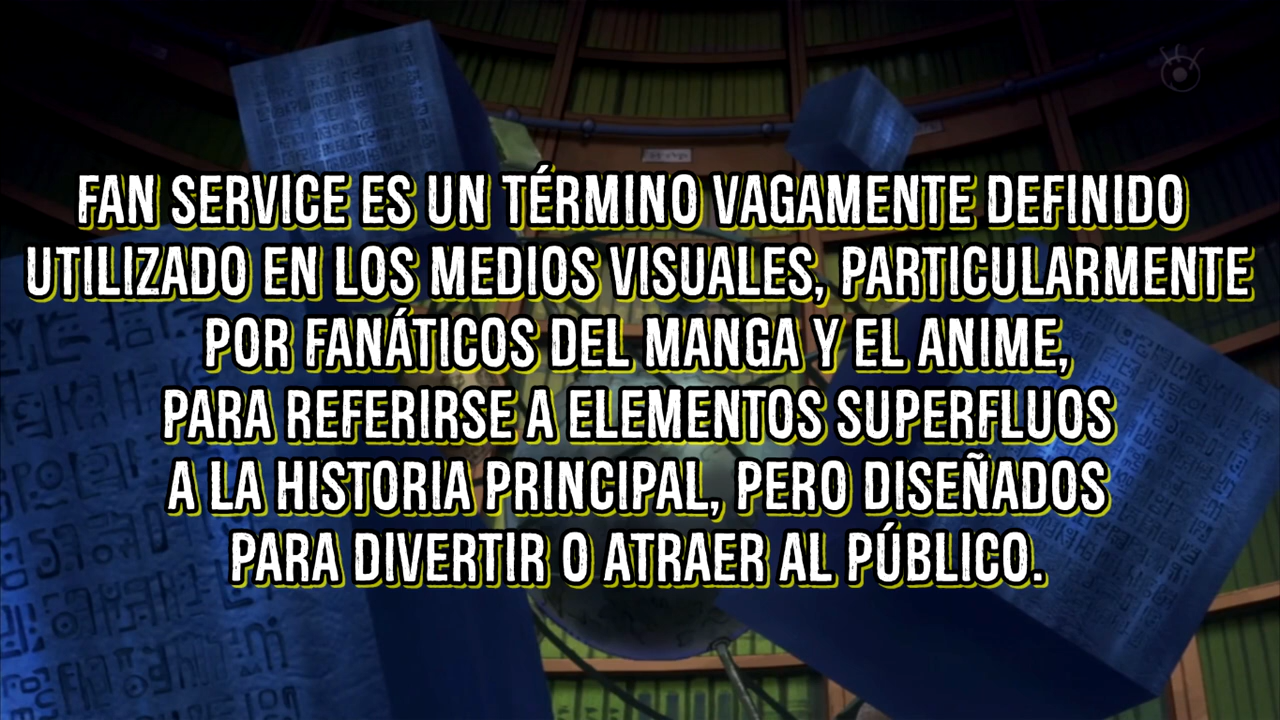 FAN SERVICE ES UN TÉRMINO VAGAMENTE DEFINIDO
UTILIZADO EN LOS MEDIOS VISUALES, PARTICULARMENTE
POR FANÁTICOS DEL MANGA Y EL ANIME,
PARA REFERIRSE A ELEMENTOS SUPERFLUOS
A LA HISTORIA PRINCIPAL, PERO DISEÑADOS
PARA DIVERTIR O ATRAER AL PÚBLICO.